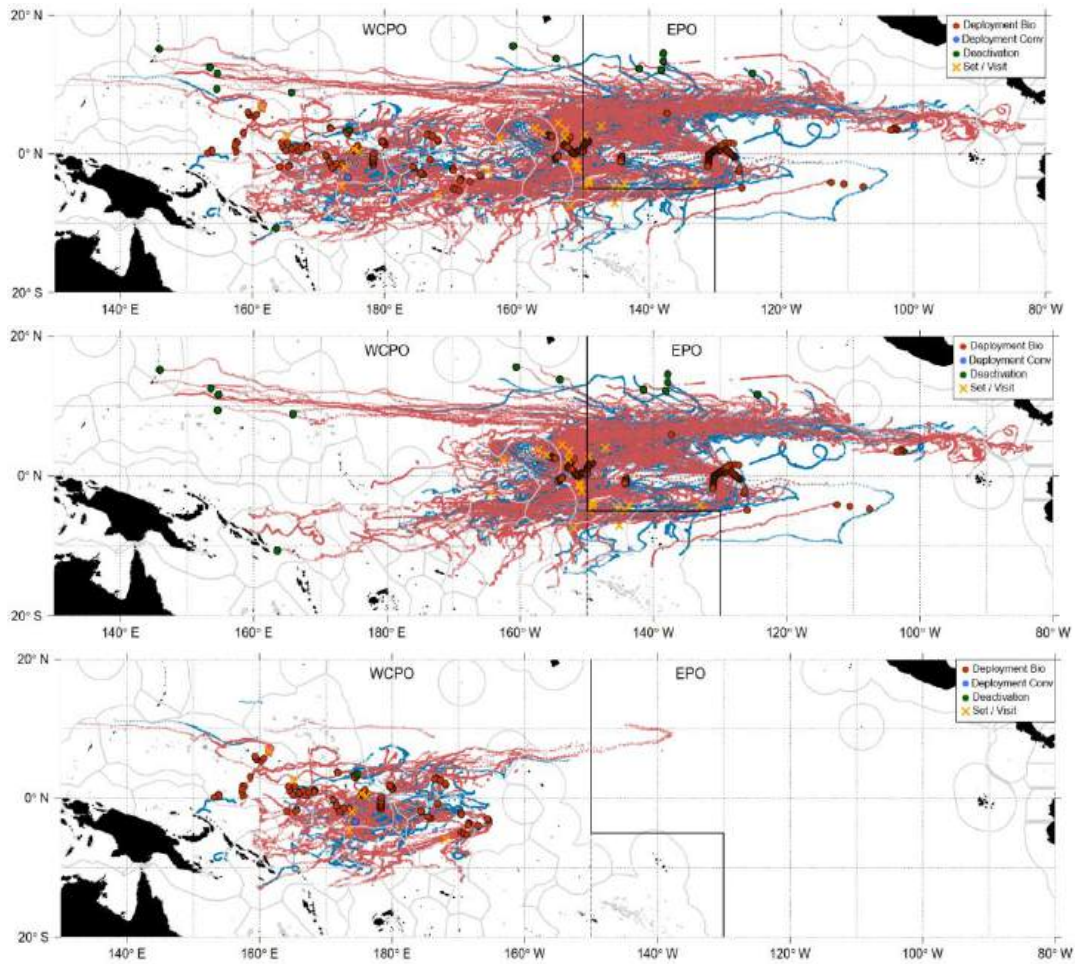 20° N
WCPO
EPO
Deployment Bio
Deployment Conv
Deactivation
Set / Visit
0° N
20° S
140° E
160° E
180° E
160° W
140° W
120° W
100° W
80° W
20° N
WCPO
EPO
Deployment Bio
Deployment Conv
Deactivation
Set / Visit
0° N
20° S
140° E
160° E
180° E
160° W
140° W
120° W
100° W
80° W
20° N
WCPO
EPO
Deployment Bio
Deployment Conv
Deactivation
Set / Visit
0° N
20° S
140° E
160° E
180° E
160° W
140° W
120° W
100° W
80° W